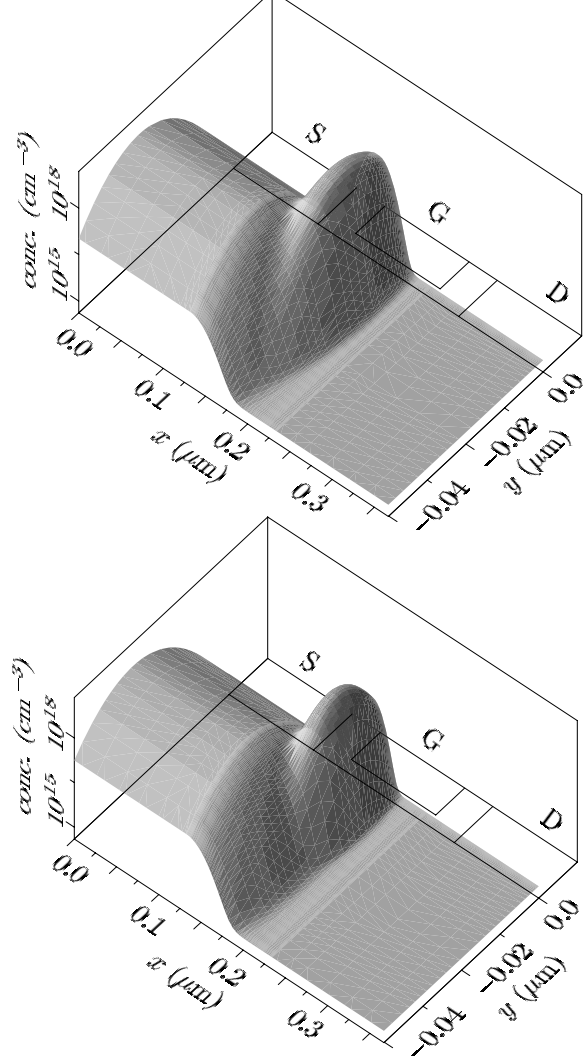 S
G
D
conc. (cm⁻³)
10¹⁸
10¹⁵
0.0
0.1
0.2
0.3
x (μm)
0.0
−0.02
−0.04
y (μm)
S
G
D
conc. (cm⁻³)
10¹⁸
10¹⁵
0.0
0.1
0.2
0.3
x (μm)
0.0
−0.02
−0.04
y (μm)